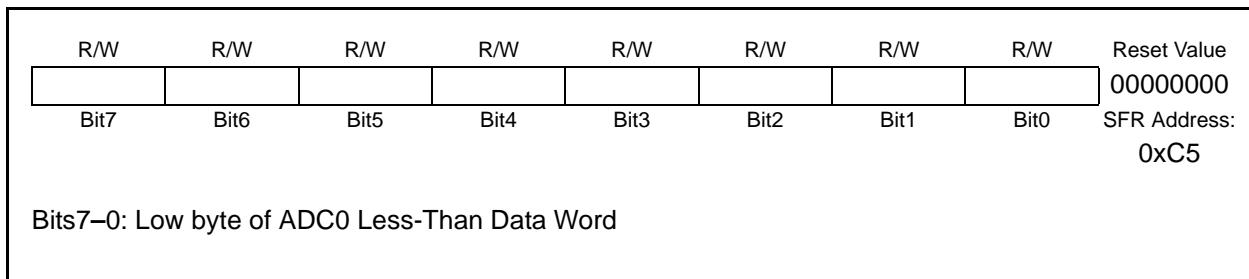 R/W R/W R/W R/W R/W R/W R/W R/W Reset Value
00000000
Bit7 Bit6 Bit5 Bit4 Bit3 Bit2 Bit1 Bit0 SFR Address:
0xC5
Bits7–0: Low byte of ADC0 Less-Than Data Word